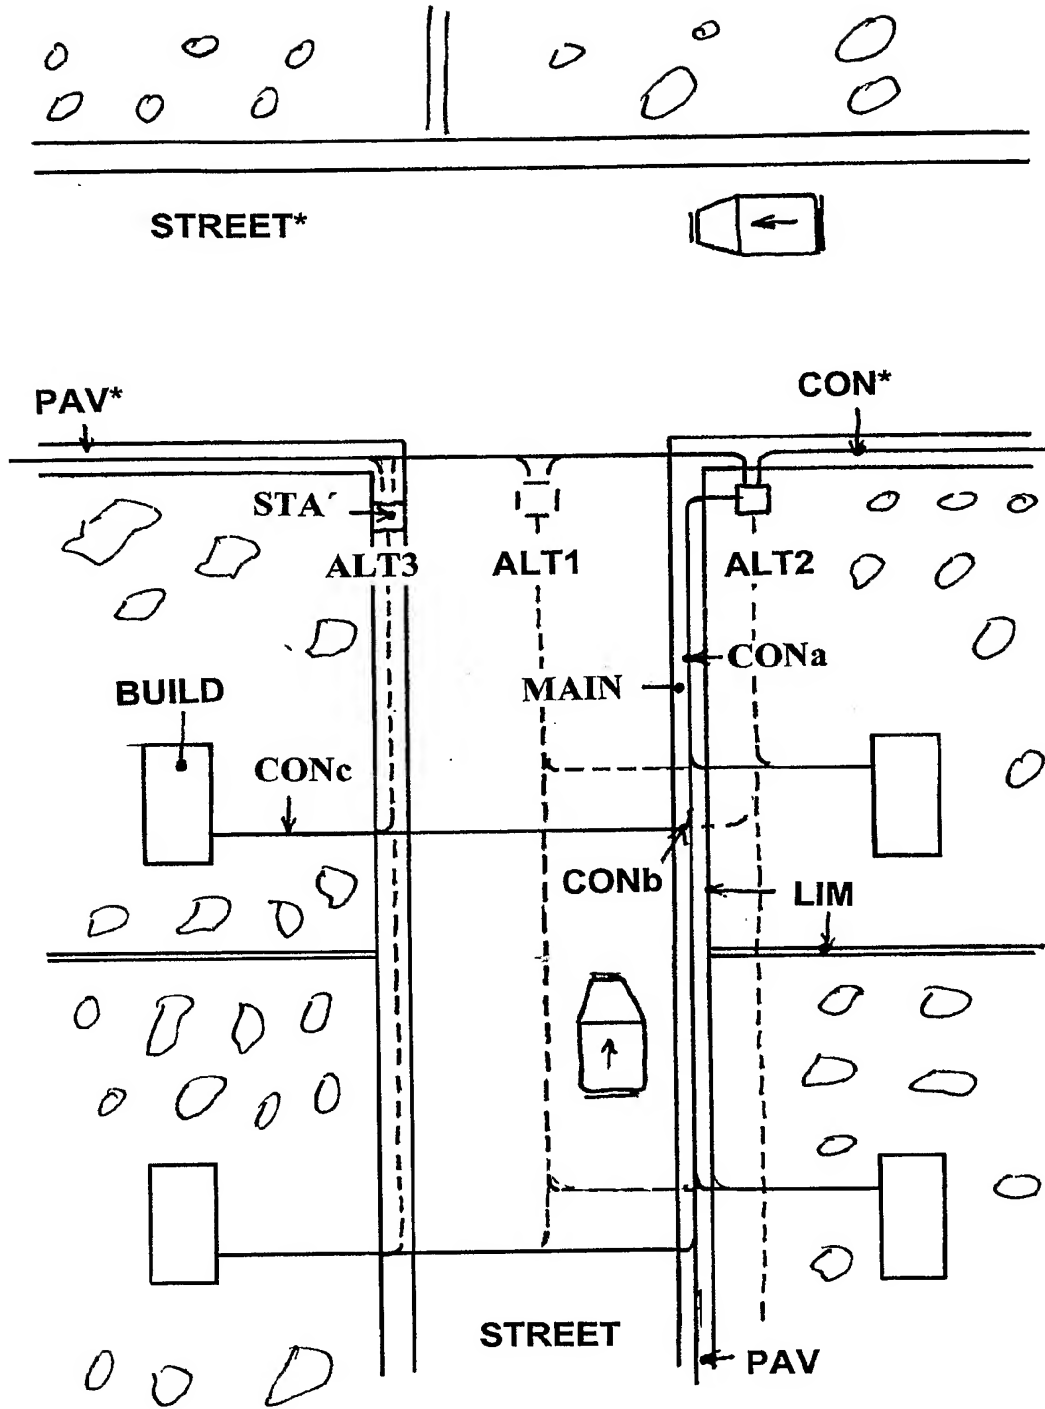 STREET*
PAV*
CON*
STA´
ALT3
ALT1
ALT2
CONa
MAIN
BUILD
CONc
CONb
LIM
STREET
PAV